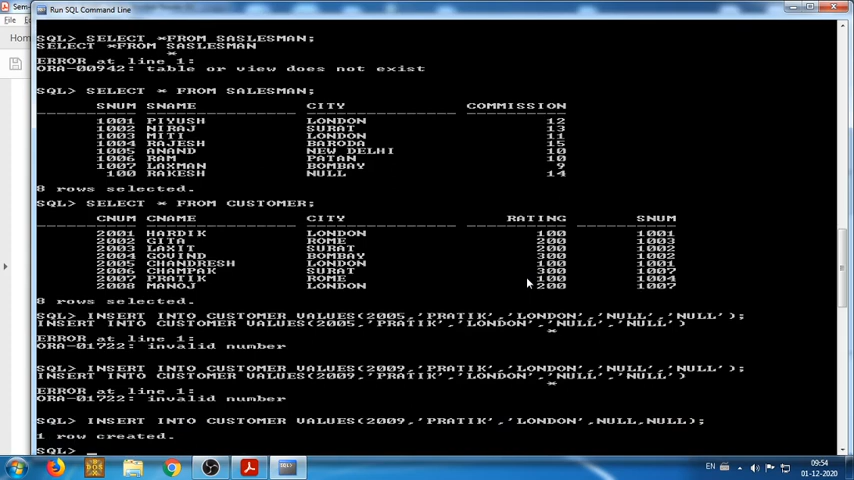 Sem-
Run SQL Command Line
File
Hom
SQL> SELECT *FROM SASLESMAN;
SELECT *FROM SASLESMAN
*
ERROR at line 1:
ORA-00942: table or view does not exist
SQL> SELECT * FROM SALESMAN;
SNUM SNAME CITY COMMISSION
1001 PIYUSH LONDON 12
1002 NIRAJ SURAT 13
1003 MITI LONDON 11
1004 RAJESH BARODA 15
1005 ANAND NEW DELHI 10
1006 RAM PATAN 10
1007 LAXMAN BOMBAY 9
100 RAKESH NULL 14
8 rows selected.
SQL> SELECT * FROM CUSTOMER;
CNUM CNAME CITY RATING SNUM
2001 HARDIK LONDON 100 1001
2002 GITA ROME 200 1003
2003 LAXIT SURAT 200 1002
2004 GOVIND BOMBAY 300 1002
2005 CHANDRESH LONDON 100 1001
2006 CHAMPAK SURAT 300 1007
2007 PRATIK ROME 100 1004
2008 MANOJ LONDON 200 1007
8 rows selected.
SQL> INSERT INTO CUSTOMER VALUES(2005,'PRATIK','LONDON','NULL','NULL');
INSERT INTO CUSTOMER VALUES(2005,'PRATIK','LONDON','NULL','NULL')
*
ERROR at line 1:
ORA-01722: invalid number
SQL> INSERT INTO CUSTOMER VALUES(2009,'PRATIK','LONDON','NULL','NULL');
INSERT INTO CUSTOMER VALUES(2009,'PRATIK','LONDON','NULL','NULL')
*
ERROR at line 1:
ORA-01722: invalid number
SQL> INSERT INTO CUSTOMER VALUES(2009,'PRATIK','LONDON',NULL,NULL);
1 row created.
SQL> _
DOS
SQL>
EN
09:54
01-12-2020